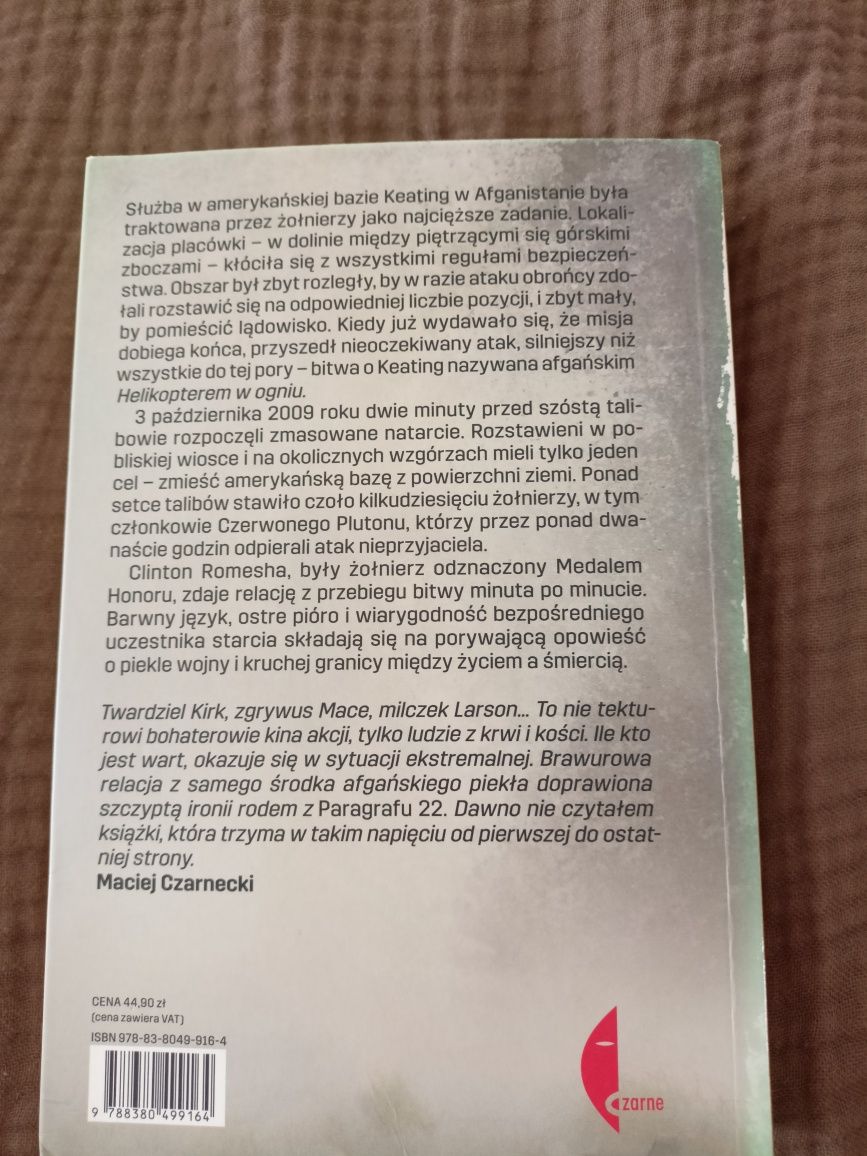 Służba w amerykańskiej bazie Keating w Afganistanie była
traktowana przez żołnierzy jako najcięższe zadanie. Lokali-
zacja placówki – w dolinie między piętrzącymi się górskimi
zboczami – kłóciła się z wszystkimi regułami bezpieczeń-
stwa. Obszar był zbyt rozległy, by w razie ataku obrońcy zdo-
łali rozstawić się na odpowiedniej liczbie pozycji, i zbyt mały,
by pomieścić lądowisko. Kiedy już wydawało się, że misja
dobiega końca, przyszedł nieoczekiwany atak, silniejszy niż
wszystkie do tej pory – bitwa o Keating nazywana afgańskim
Helikopterem w ogniu.
3 października 2009 roku dwie minuty przed szóstą tali-
bowie rozpoczęli zmasowane natarcie. Rozstawieni w po-
bliskiej wiosce i na okolicznych wzgórzach mieli tylko jeden
cel – zmieść amerykańską bazę z powierzchni ziemi. Ponad
setce talibów stawiło czoło kilkudziesięciu żołnierzy, w tym
członkowie Czerwonego Plutonu, którzy przez ponad dwa-
naście godzin odpierali atak nieprzyjaciela.
Clinton Romesha, były żołnierz odznaczony Medalem
Honoru, zdaje relację z przebiegu bitwy minuta po minucie.
Barwny język, ostre pióro i wiarygodność bezpośredniego
uczestnika starcia składają się na porywającą opowieść
o piekle wojny i kruchej granicy między życiem a śmiercią.
Twardziel Kirk, zgrywus Mace, milczek Larson... To nie tektu-
rowi bohaterowie kina akcji, tylko ludzie z krwi i kości. Ile kto
jest wart, okazuje się w sytuacji ekstremalnej. Brawurowa
relacja z samego środka afgańskiego piekła doprawiona
szczyptą ironii rodem z Paragrafu 22. Dawno nie czytałem
książki, która trzyma w takim napięciu od pierwszej do ostat-
niej strony.
Maciej Czarnecki
CENA 44,90 zł
(cena zawiera VAT)
ISBN 978-83-8049-916-4
9 788380 499164
czarne